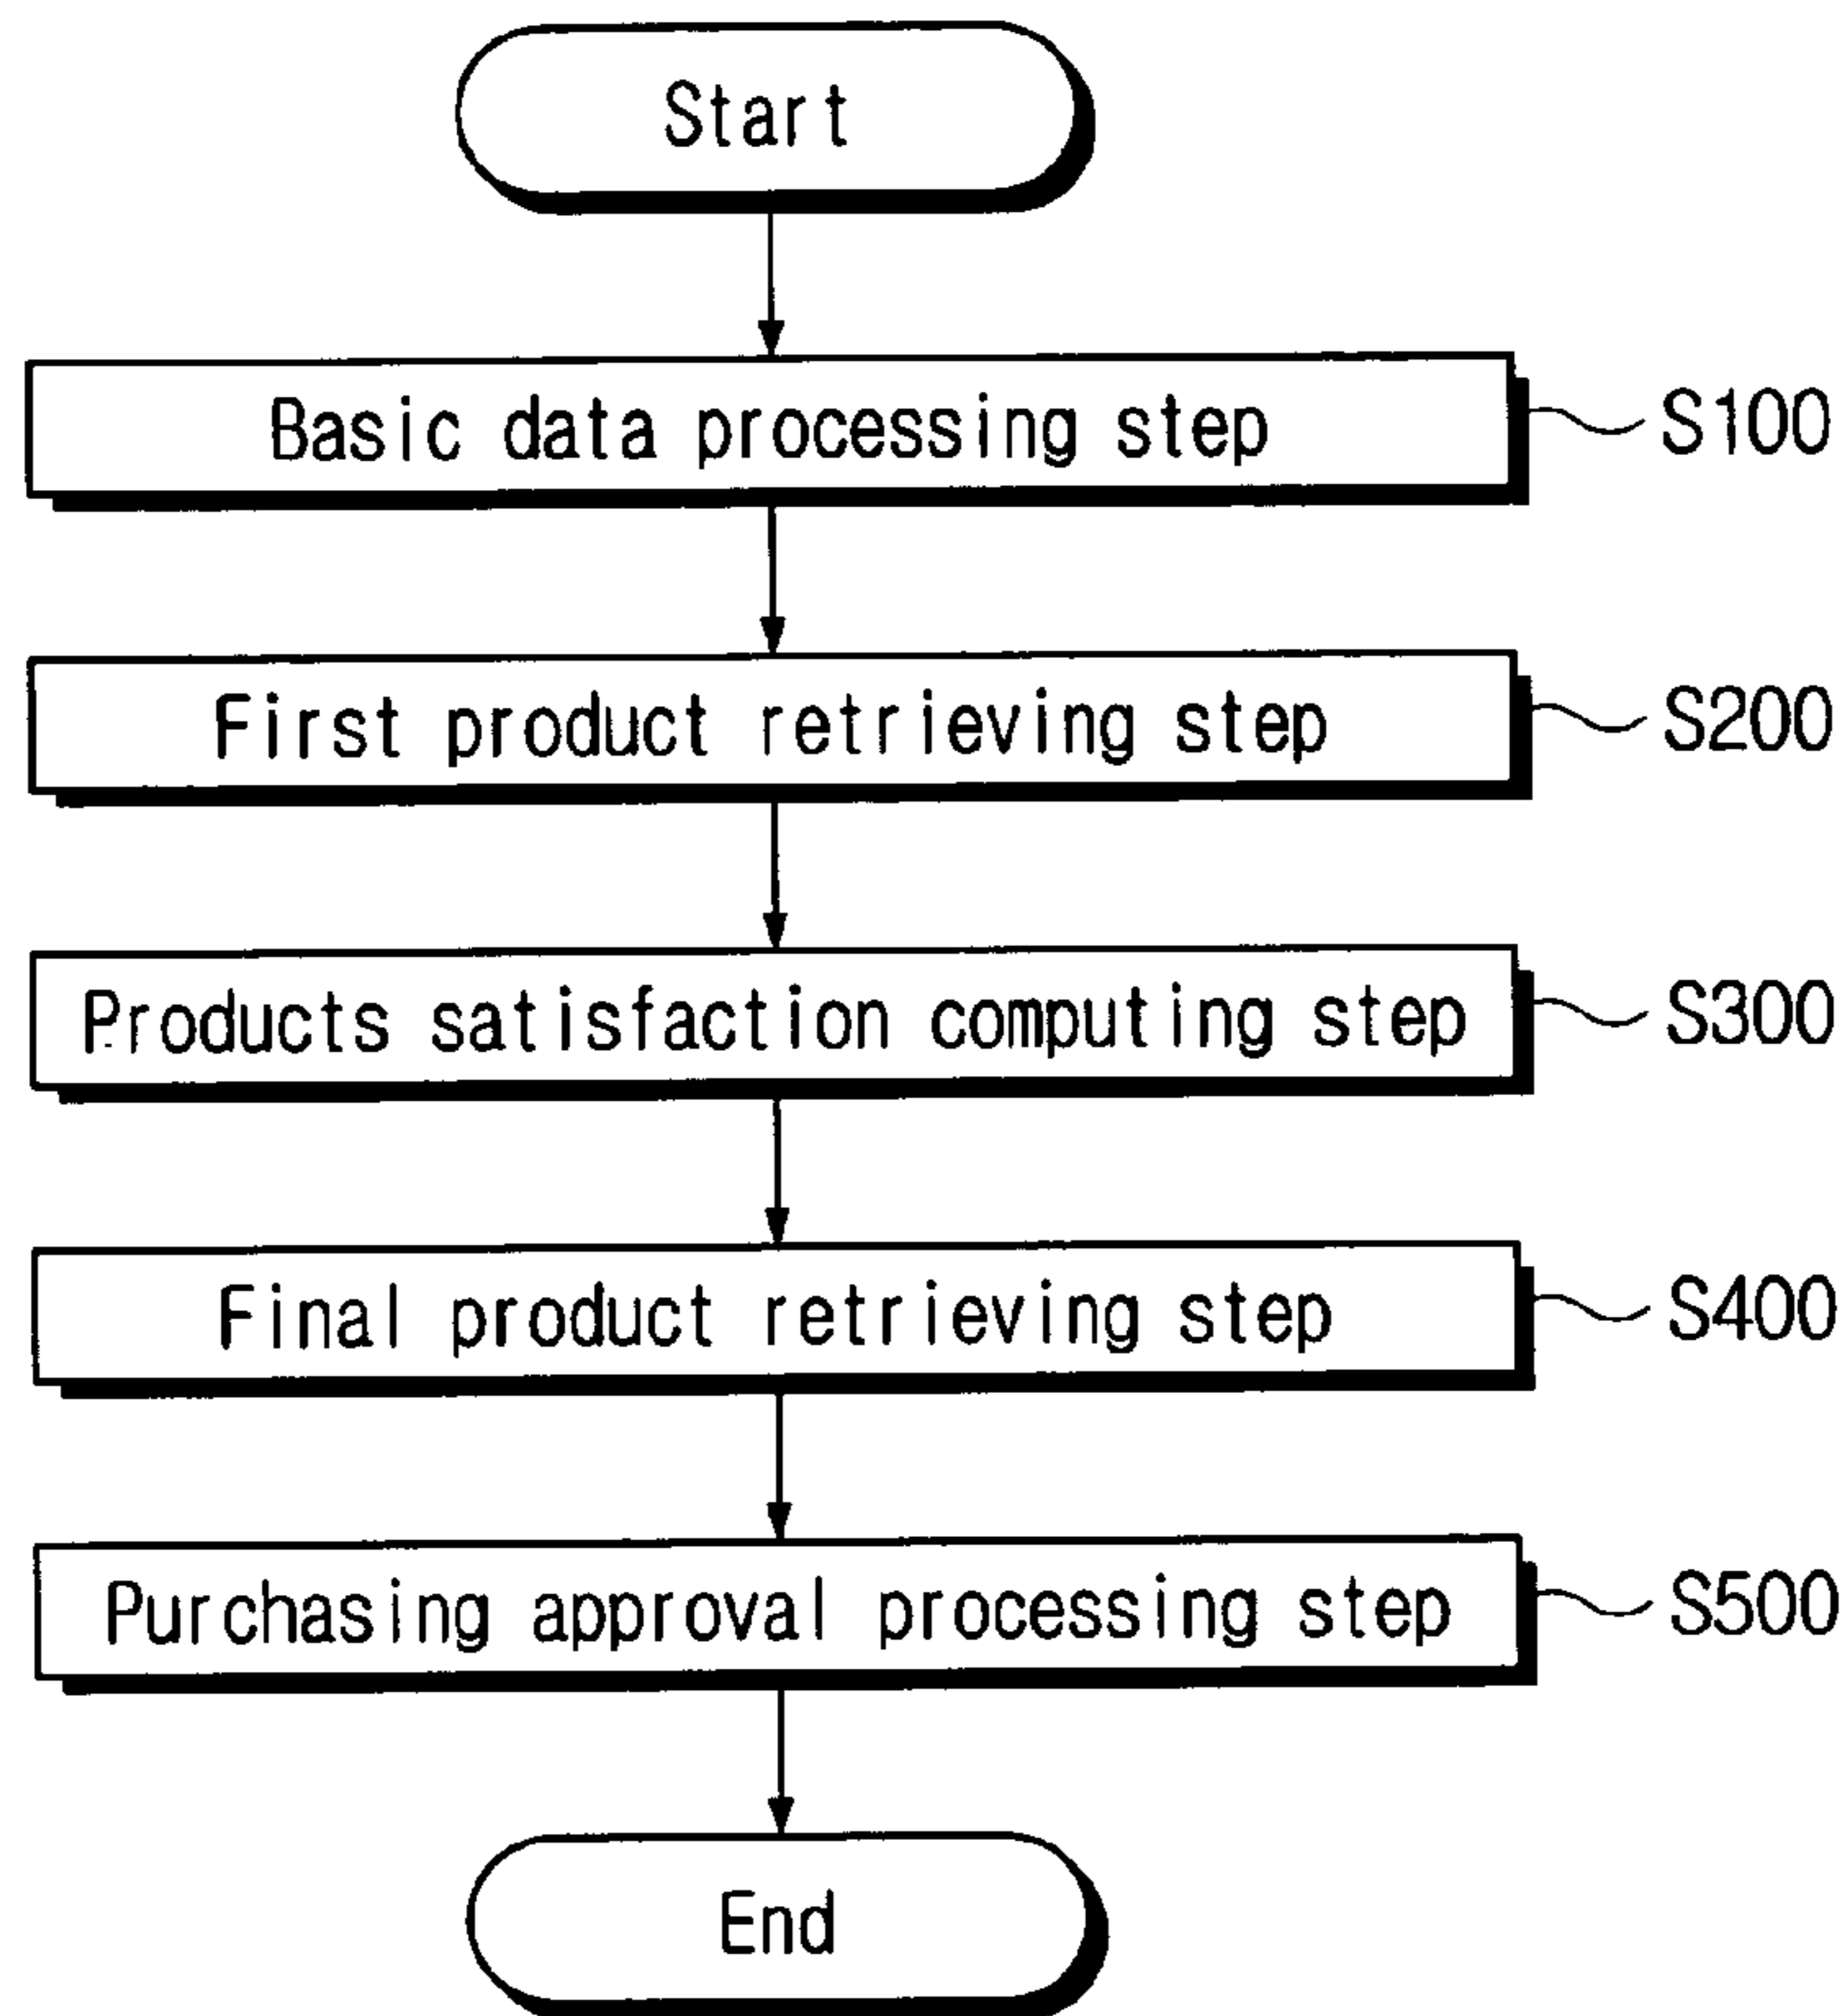 Start
Basic data processing step S100
First product retrieving step S200
Products satisfaction computing step S300
Final product retrieving step S400
Purchasing approval processing step S500
End